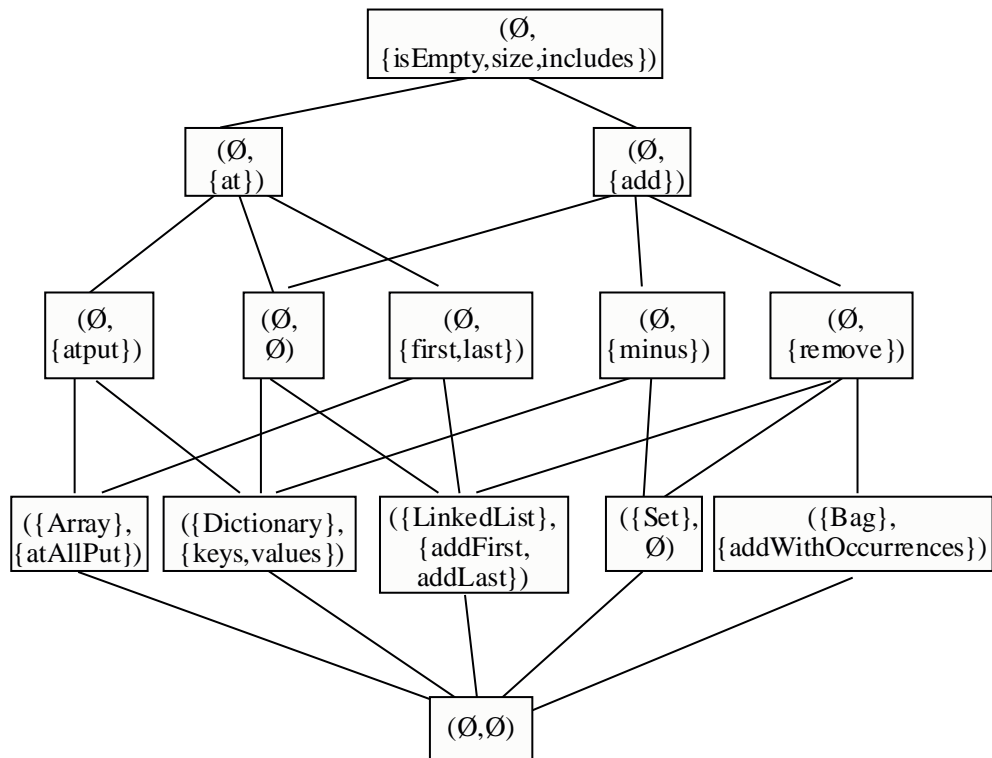 (Ø,
{isEmpty,size,includes})
(Ø,
{at})
(Ø,
{add})
(Ø,
{atput})
(Ø,
Ø)
(Ø,
{first,last})
(Ø,
{minus})
(Ø,
{remove})
({Array},
{atAllPut})
({Dictionary},
{keys,values})
({LinkedList},
{addFirst,
addLast})
({Set},
Ø)
({Bag},
{addWithOccurrences})
(Ø,Ø)